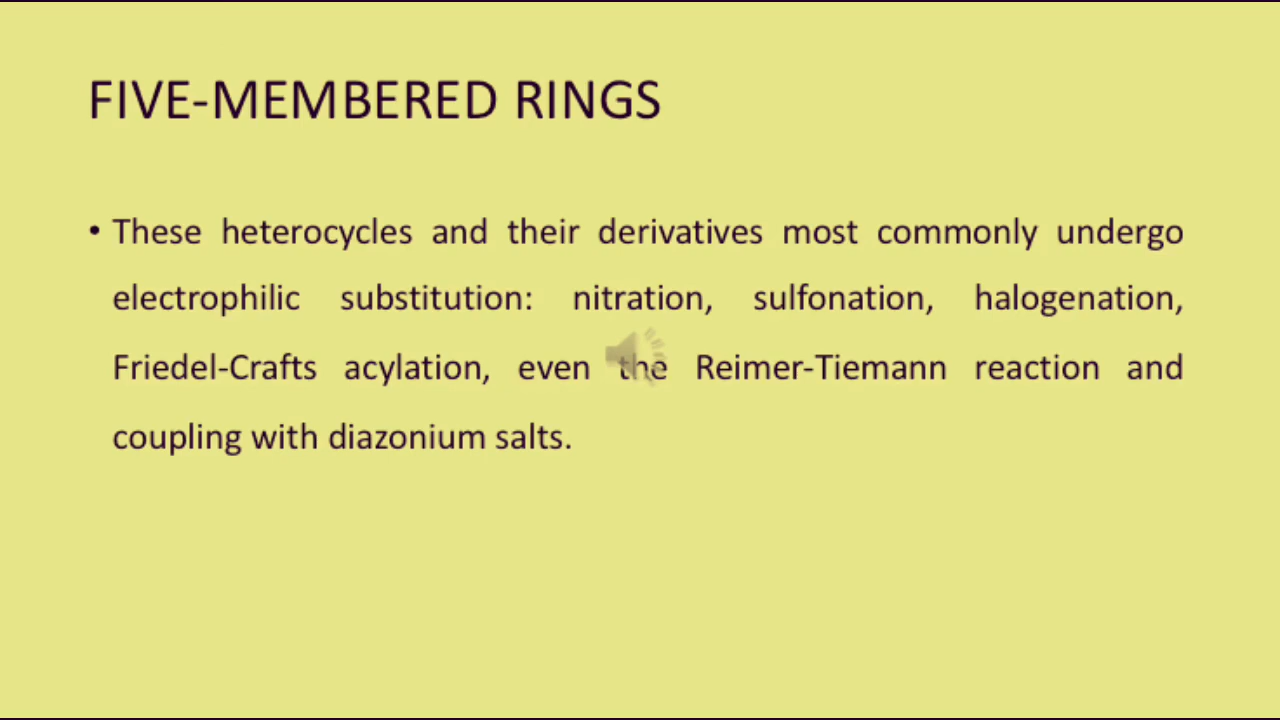 FIVE-MEMBERED RINGS
• These heterocycles and their derivatives most commonly undergo
electrophilic substitution: nitration, sulfonation, halogenation,
Friedel-Crafts acylation, even the Reimer-Tiemann reaction and
coupling with diazonium salts.